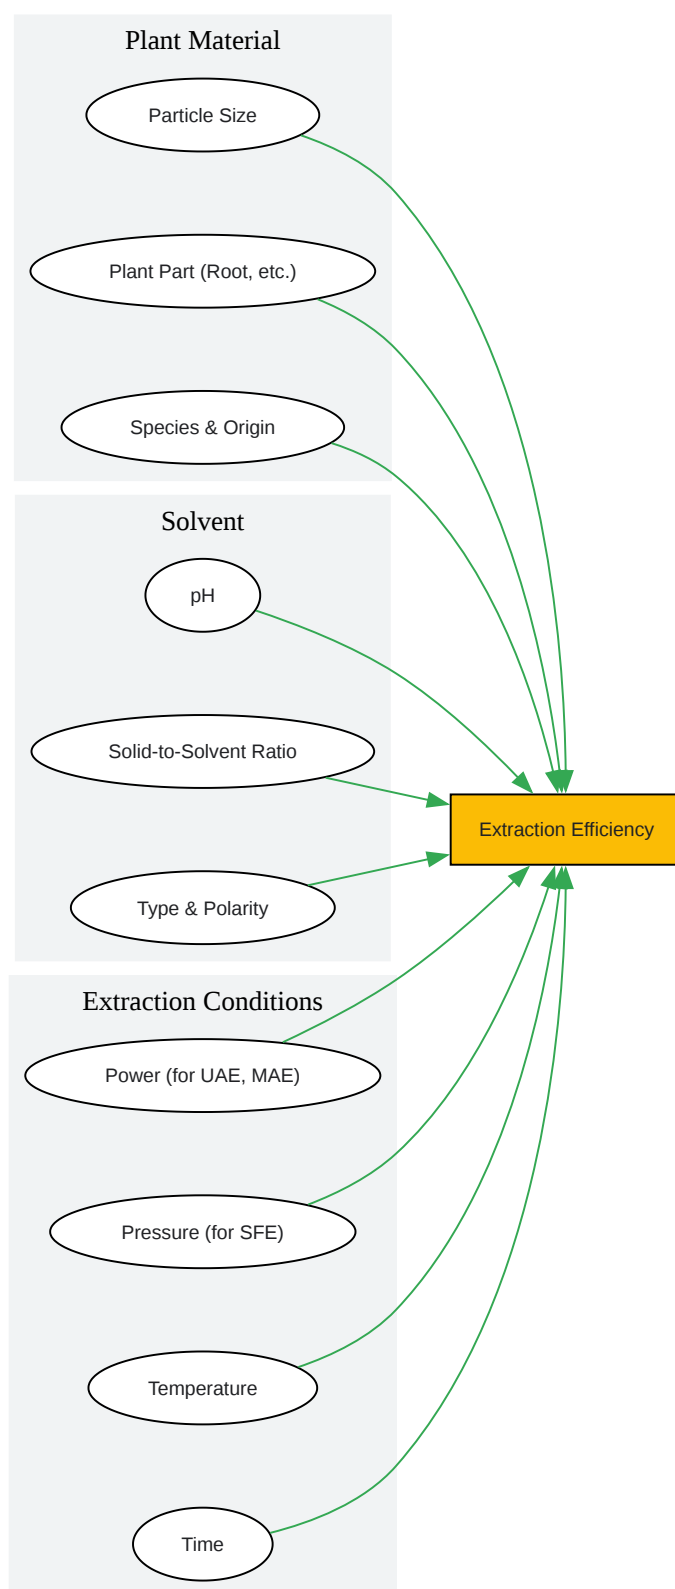 Plant Material
Particle Size
Plant Part (Root, etc.)
Species & Origin
Solvent
pH
Solid-to-Solvent Ratio
Extraction Efficiency
Type & Polarity
Extraction Conditions
Power (for UAE, MAE)
Pressure (for SFE)
Temperature
Time